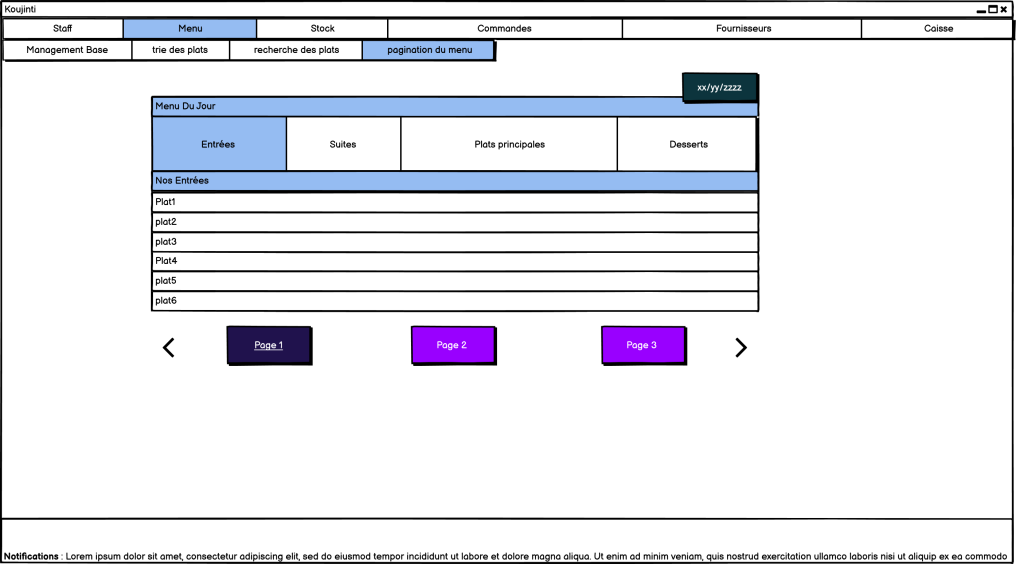 Koujinti
Staff Menu Stock Commandes Fournisseurs Caisse
Management Base trie des plats recherche des plats pagination du menu
xx/yy/zzzz
Menu Du Jour
Entrées Suites Plats principales Desserts
Nos Entrées
Plat1
plat2
plat3
Plat4
plat5
plat6
Page 1 Page 2 Page 3
Notifications : Lorem ipsum dolor sit amet, consectetur adipiscing elit, sed do eiusmod tempor incididunt ut labore et dolore magna aliqua. Ut enim ad minim veniam, quis nostrud exercitation ullamco laboris nisi ut aliquip ex ea commodo